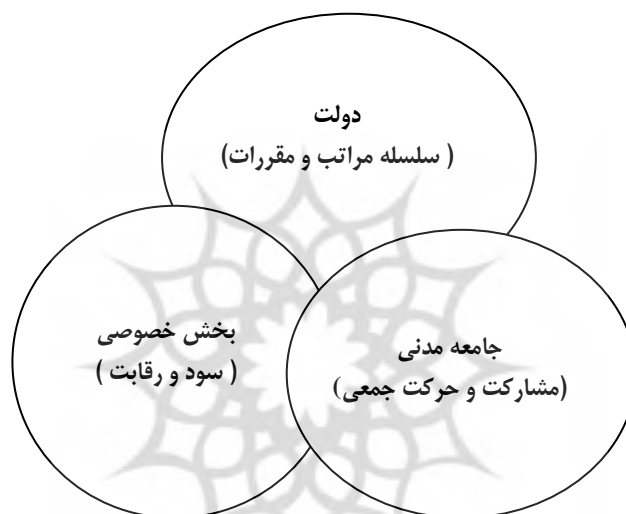 دولت
( سلسله مراتب و مقررات)
بخش خصوصی
( سود و رقابت )
جامعه مدنی
(مشارکت و حرکت جمعی)